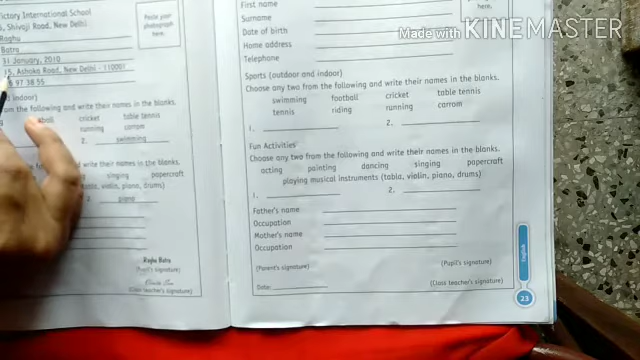 Victory International School
, Shivaji Road, New Delhi
Raghu
Batra
31 January, 2010
15, Ashoka Road, New Delhi - 110001
97 38 55
indoor)
from the following and write their names in the blanks.
ball cricket table tennis
running carrom
2. swimming
and write their names in the blanks.
singing papercraft
tabla, violin, piano, drums)
2. piano
Raghu Batra
(Pupil's signature)
(Class teacher's signature)
Paste your
photograph
here.
First name
Surname
Date of birth
Home address
Telephone
here.
Sports (outdoor and indoor)
Choose any two from the following and write their names in the blanks.
swimming football cricket table tennis
tennis riding running carrom
1. 2.
Fun Activities
Choose any two from the following and write their names in the blanks.
acting painting dancing singing papercraft
playing musical instruments (tabla, violin, piano, drums)
1. 2.
Father's name
Occupation
Mother's name
Occupation
(Parent's signature) (Pupil's signature)
Date: (Class teacher's signature)
English
23
Made with KINEMASTER